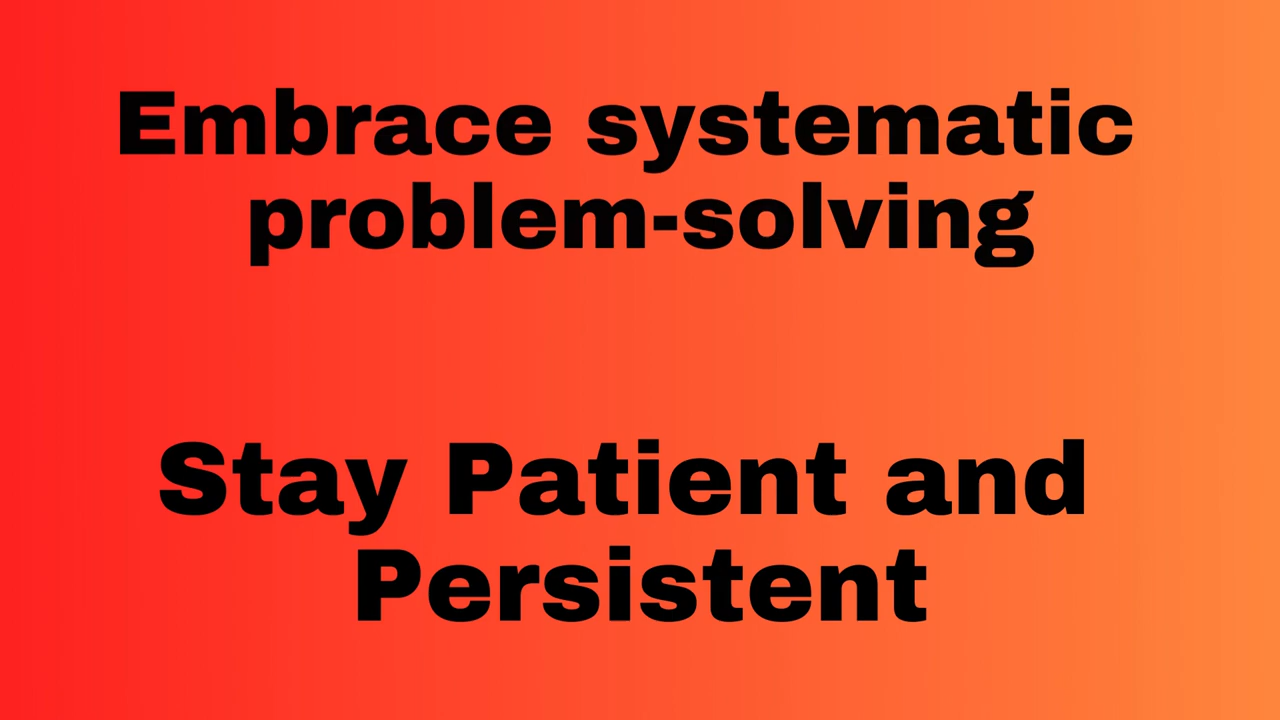 Embrace systematic
problem-solving
Stay Patient and
Persistent